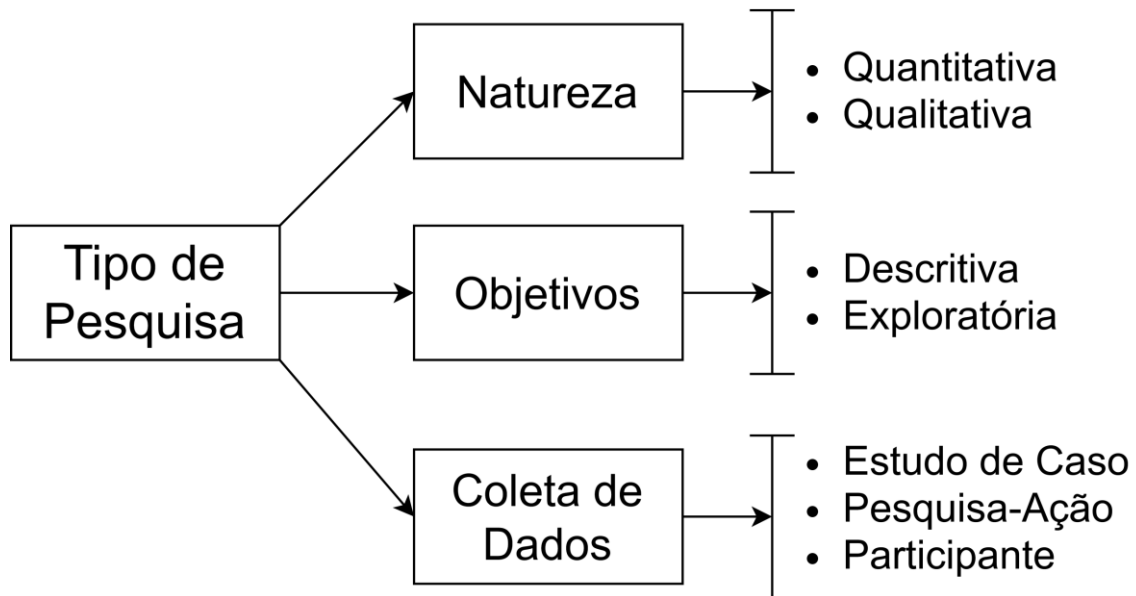 Tipo de
Pesquisa
Natureza
• Quantitativa
• Qualitativa
Objetivos
• Descritiva
• Exploratória
Coleta de
Dados
• Estudo de Caso
• Pesquisa-Ação
• Participante